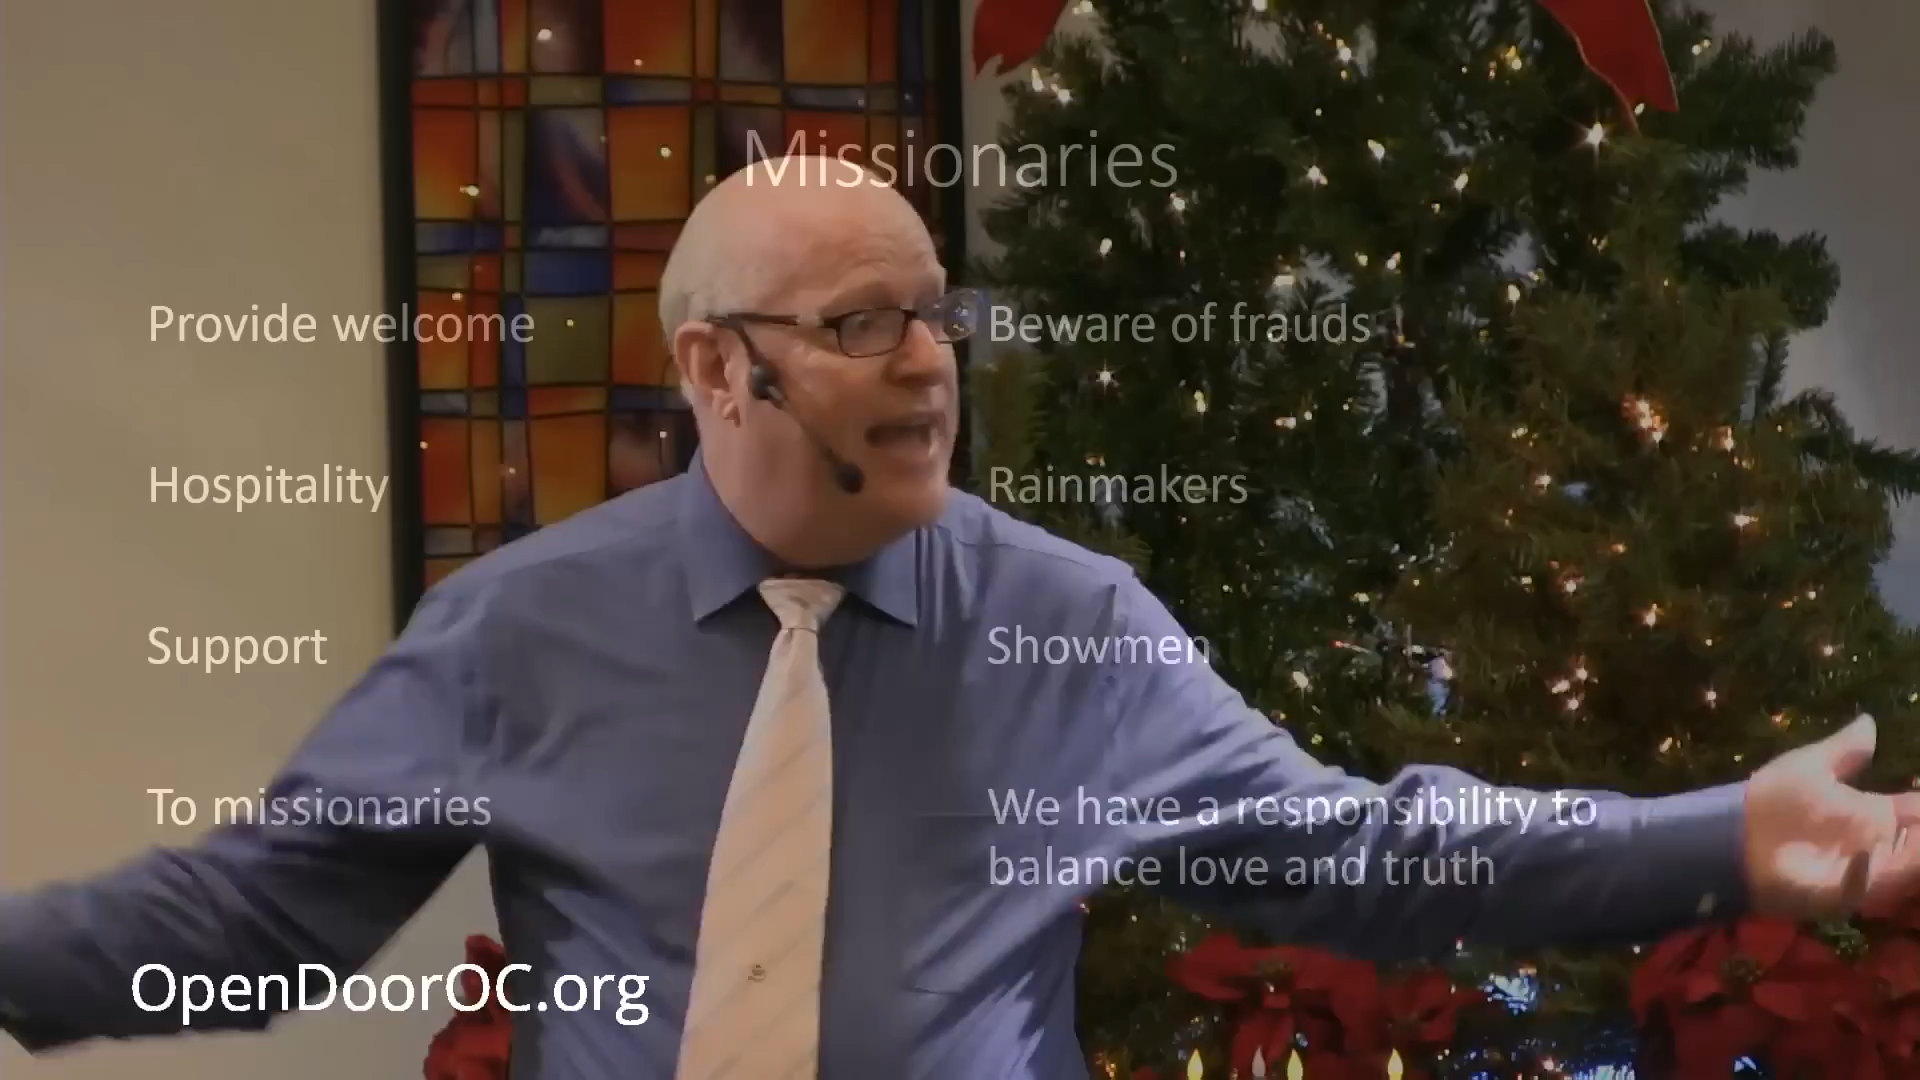 Missionaries
Provide welcome
Hospitality
Support
To missionaries
Beware of frauds
Rainmakers
Showmen
We have a responsibility to
balance love and truth
OpenDoorOC.org